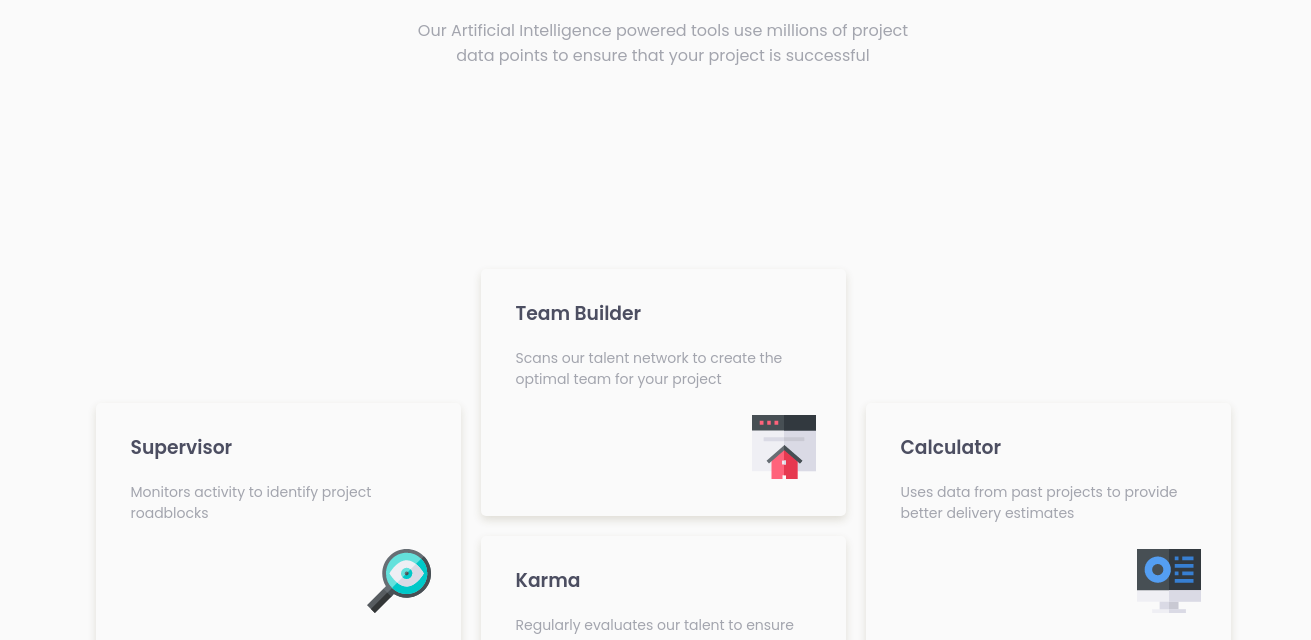 Our Artificial Intelligence powered tools use millions of project
data points to ensure that your project is successful
Team Builder
Scans our talent network to create the
optimal team for your project
Supervisor
Monitors activity to identify project
roadblocks
Calculator
Uses data from past projects to provide
better delivery estimates
Karma
Regularly evaluates our talent to ensure